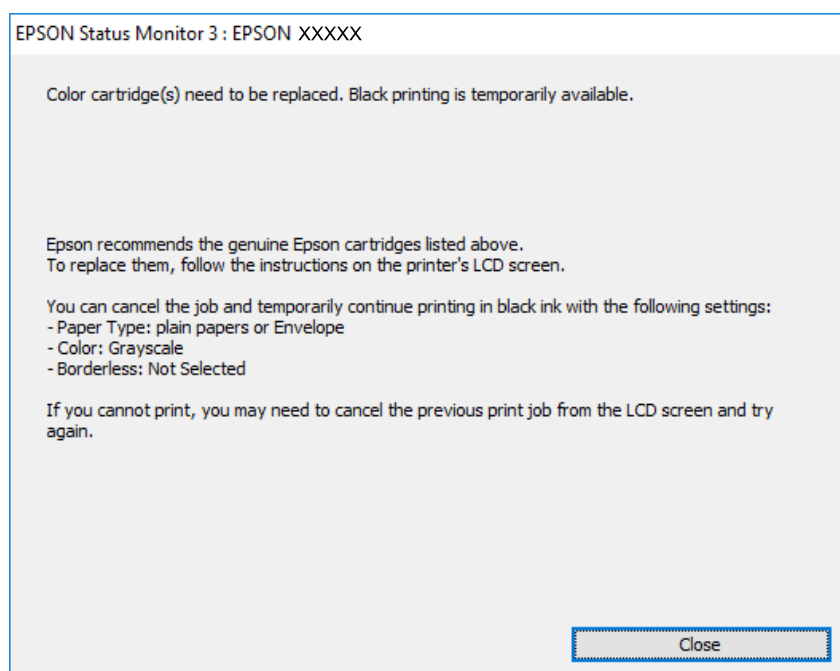 EPSON Status Monitor 3 : EPSON XXXXX
Color cartridge(s) need to be replaced. Black printing is temporarily available.
Epson recommends the genuine Epson cartridges listed above.
To replace them, follow the instructions on the printer's LCD screen.
You can cancel the job and temporarily continue printing in black ink with the following settings:
- Paper Type: plain papers or Envelope
- Color: Grayscale
- Borderless: Not Selected
If you cannot print, you may need to cancel the previous print job from the LCD screen and try
again.
Close